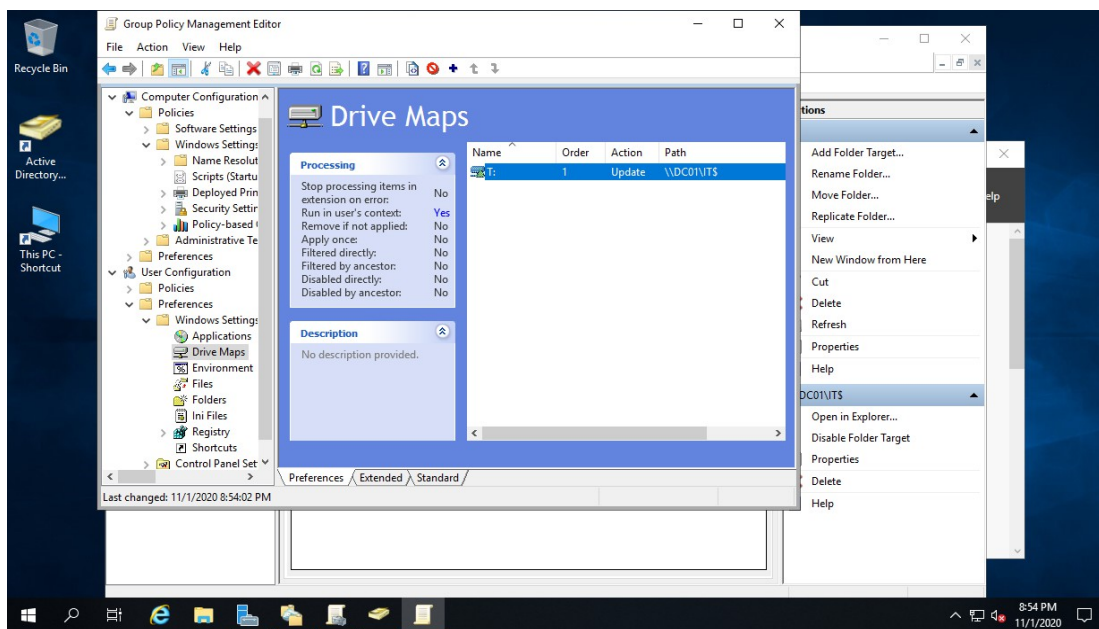 Recycle Bin
Active
Directory...
This PC -
Shortcut
Group Policy Management Editor
File Action View Help
Computer Configuration
Policies
Software Settings
Windows Settings
Name Resolut
Scripts (Startu
Deployed Prin
Security Settin
Policy-based
Administrative Te
Preferences
User Configuration
Policies
Preferences
Windows Settings
Applications
Drive Maps
Environment
Files
Folders
Ini Files
Registry
Shortcuts
Control Panel Set
Drive Maps
Processing
Stop processing items in
extension on error: No
Run in user's context: Yes
Remove if not applied: No
Apply once: No
Filtered directly: No
Filtered by ancestor: No
Disabled directly: No
Disabled by ancestor: No
Description
No description provided.
Name Order Action Path
T: 1 Update \\DC01\IT$
Preferences Extended Standard
Last changed: 11/1/2020 8:54:02 PM
tions
Add Folder Target...
Rename Folder...
Move Folder...
Replicate Folder...
View
New Window from Here
Cut
Delete
Refresh
Properties
Help
DC01\IT$
Open in Explorer...
Disable Folder Target
Properties
Delete
Help
elp
8:54 PM
11/1/2020